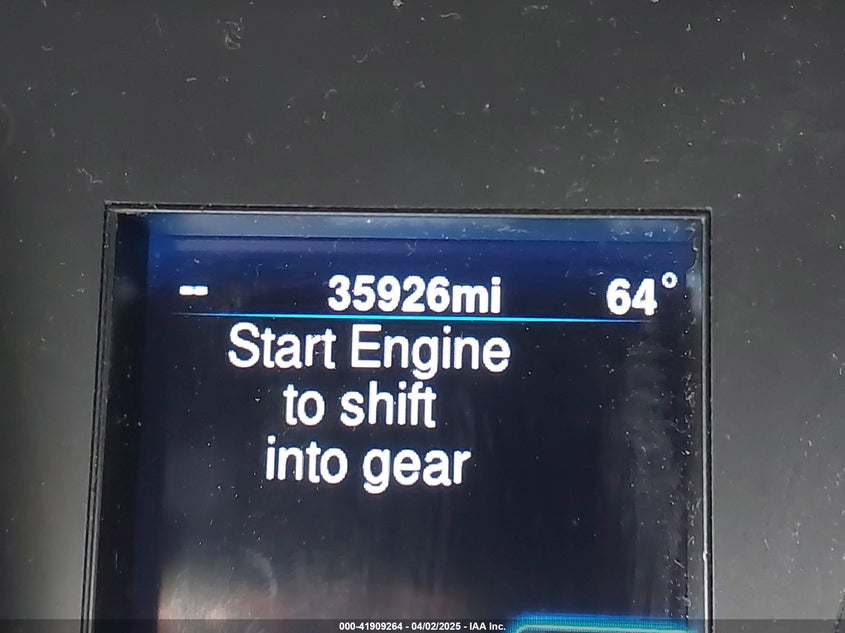 -- 35926mi 64°
Start Engine
to shift
into gear
000-41909264 - 04/02/2025 - IAA Inc.